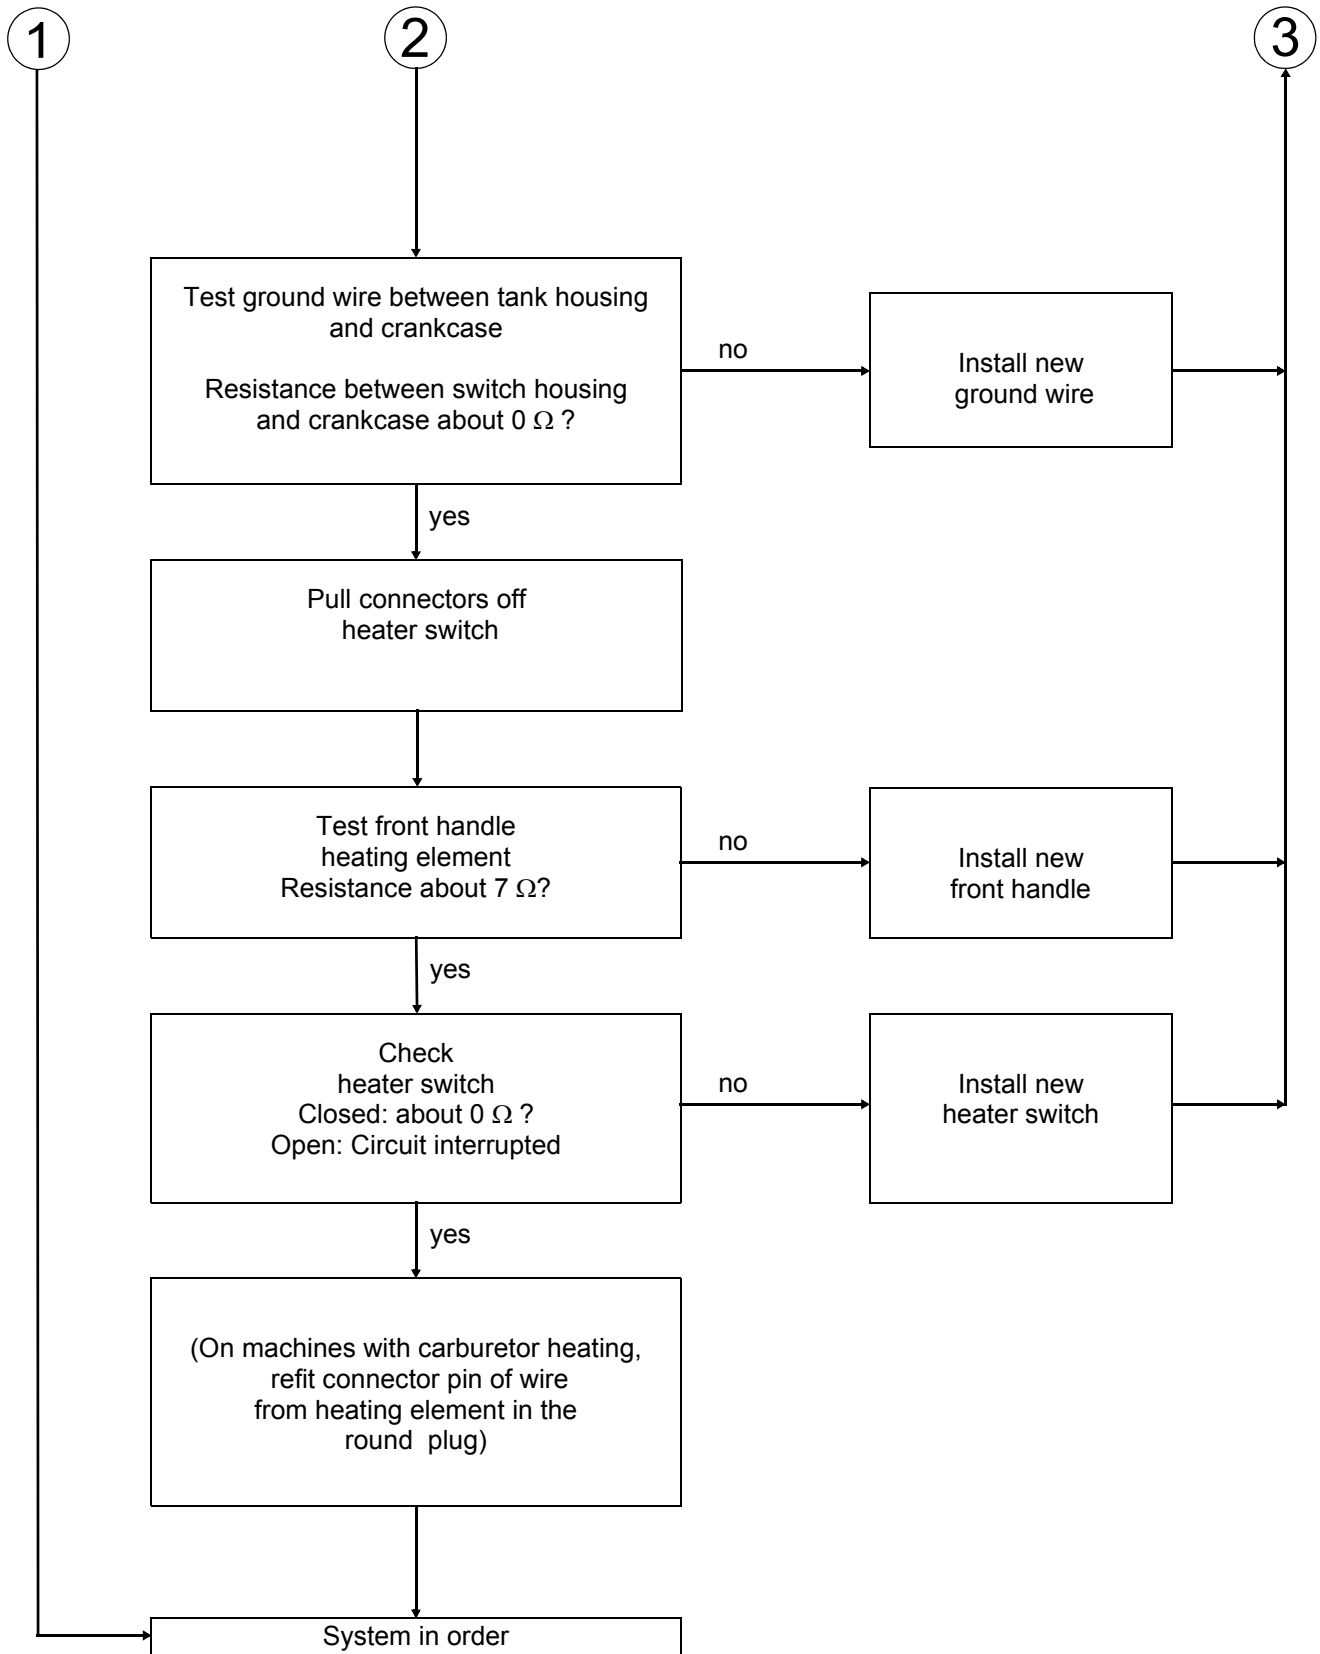 1
2
3
Test ground wire between tank housing
and crankcase
Resistance between switch housing
and crankcase about 0 Ω ?
no
Install new
ground wire
yes
Pull connectors off
heater switch
Test front handle
heating element
Resistance about 7 Ω?
no
Install new
front handle
yes
Check
heater switch
Closed: about 0 Ω ?
Open: Circuit interrupted
no
Install new
heater switch
yes
(On machines with carburetor heating,
refit connector pin of wire
from heating element in the
round plug)
System in order